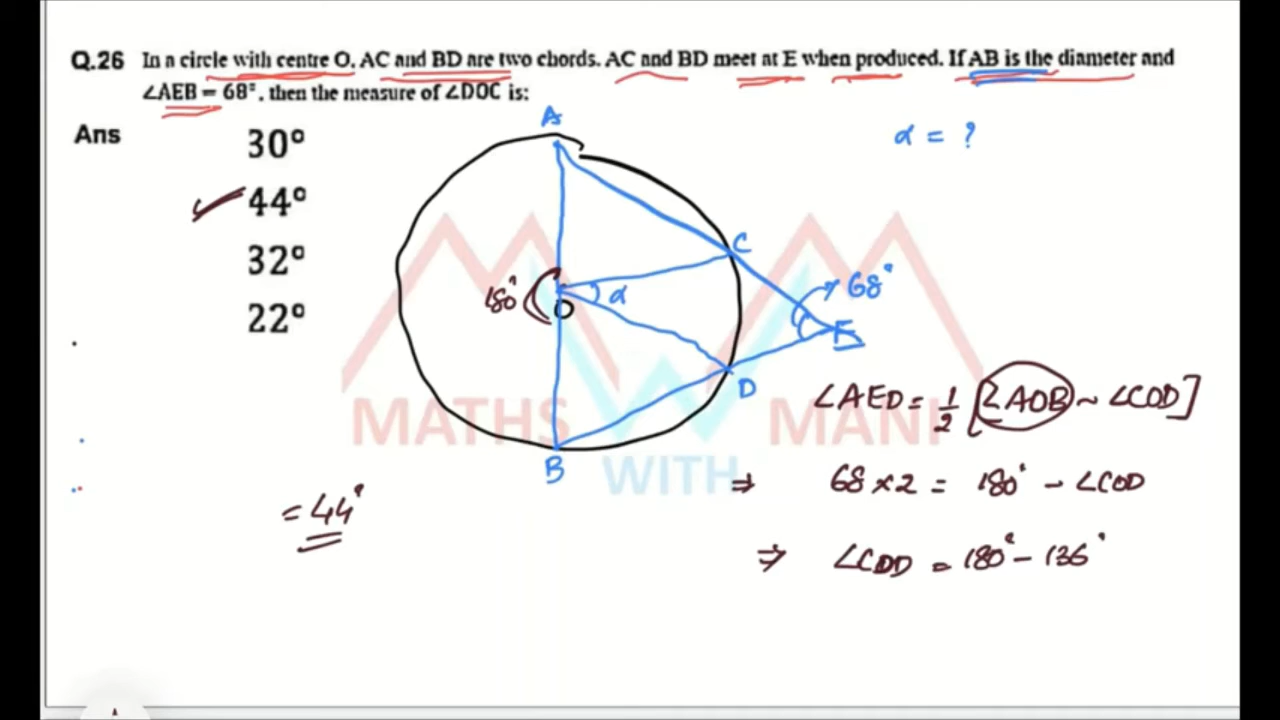 Q.26 In a circle with centre O, AC and BD are two chords. AC and BD meet at E when produced. If AB is the diameter and
∠AEB = 68°, then the measure of ∠DOC is:
Ans
30°
44°
32°
22°
A
α = ?
C
68°
180°
α
O
E
D
B
∠AED = 1/2 [∠AOB ~ ∠COD]
⇒ 68 × 2 = 180° - ∠COD
⇒ ∠COD = 180° - 136°
= 44°
MATHS
WITH
MANI